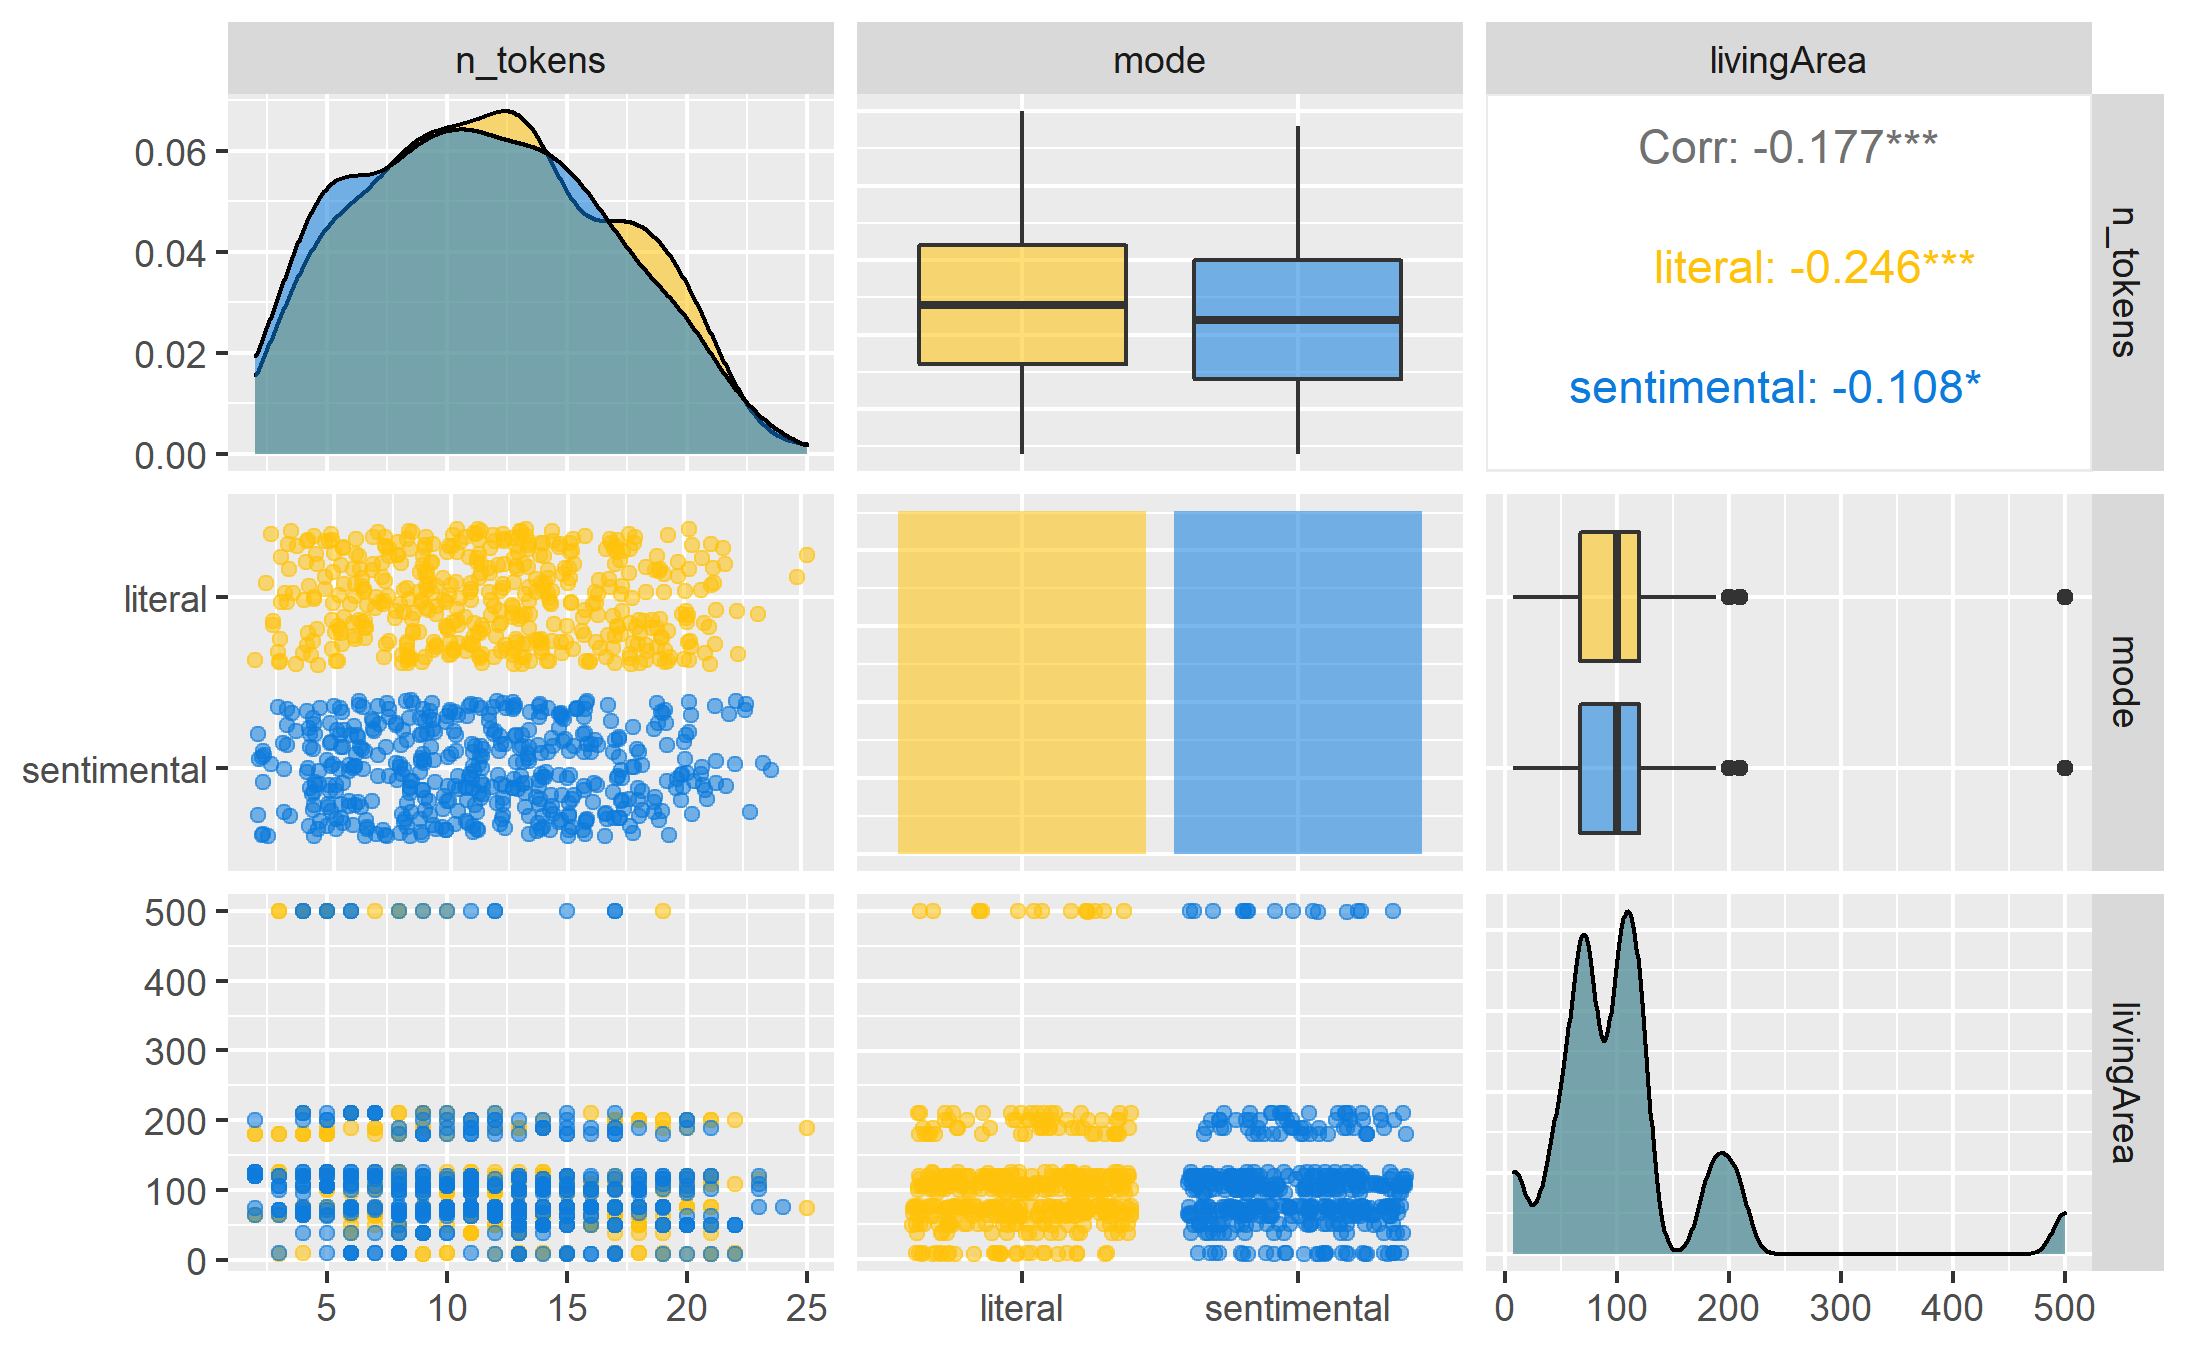 n_tokens mode livingArea
0.06
0.04
0.02
0.00
Corr: -0.177***
literal: -0.246***
sentimental: -0.108*
n_tokens
literal
sentimental
mode
500
400
300
200
100
0
livingArea
5 10 15 20 25
literal sentimental
0 100 200 300 400 500